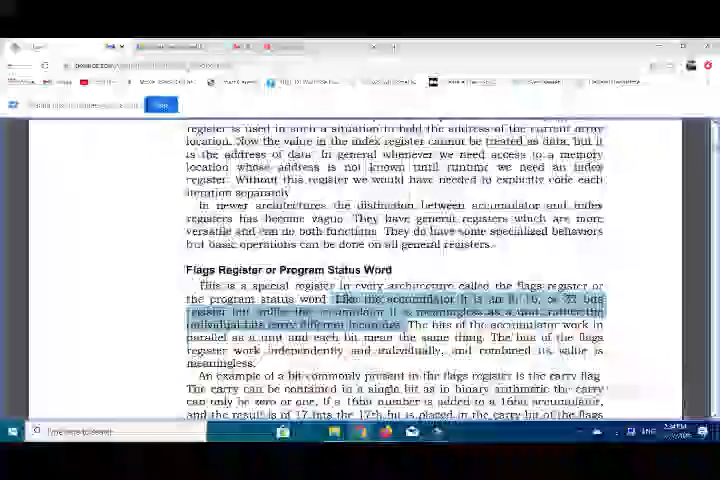 register is used in such a situation to hold the address of the current array
location. Now the value in the index register cannot be treated as data, but it
is the address of data. In general whenever we need access to a memory
location whose address is not known until runtime we need an index
register. Without this register we would have needed to explicitly code each
iteration separately.
In newer architectures the distinction between accumulator and index
registers has become vague. They have general registers which are more
versatile and can do both functions. They do have some specialized behaviors
but basic operations can be done on all general registers.
Flags Register or Program Status Word
This is a special register in every architecture called the flags register or
the program status word. Like the accumulator it is an 8, 16, or 32 bits
register but unlike the accumulator it is meaningless as a unit, rather the
individual bits carry different meanings. The bits of the accumulator work in
parallel as a unit and each bit mean the same thing. The bits of the flags
register work independently and individually, and combined its value is
meaningless.
An example of a bit commonly present in the flags register is the carry flag.
The carry can be contained in a single bit as in binary arithmetic the carry
can only be zero or one. If a 16bit number is added to a 16bit accumulator,
and the result is of 17 bits the 17th bit is placed in the carry bit of the flags
Type here to search
ENG